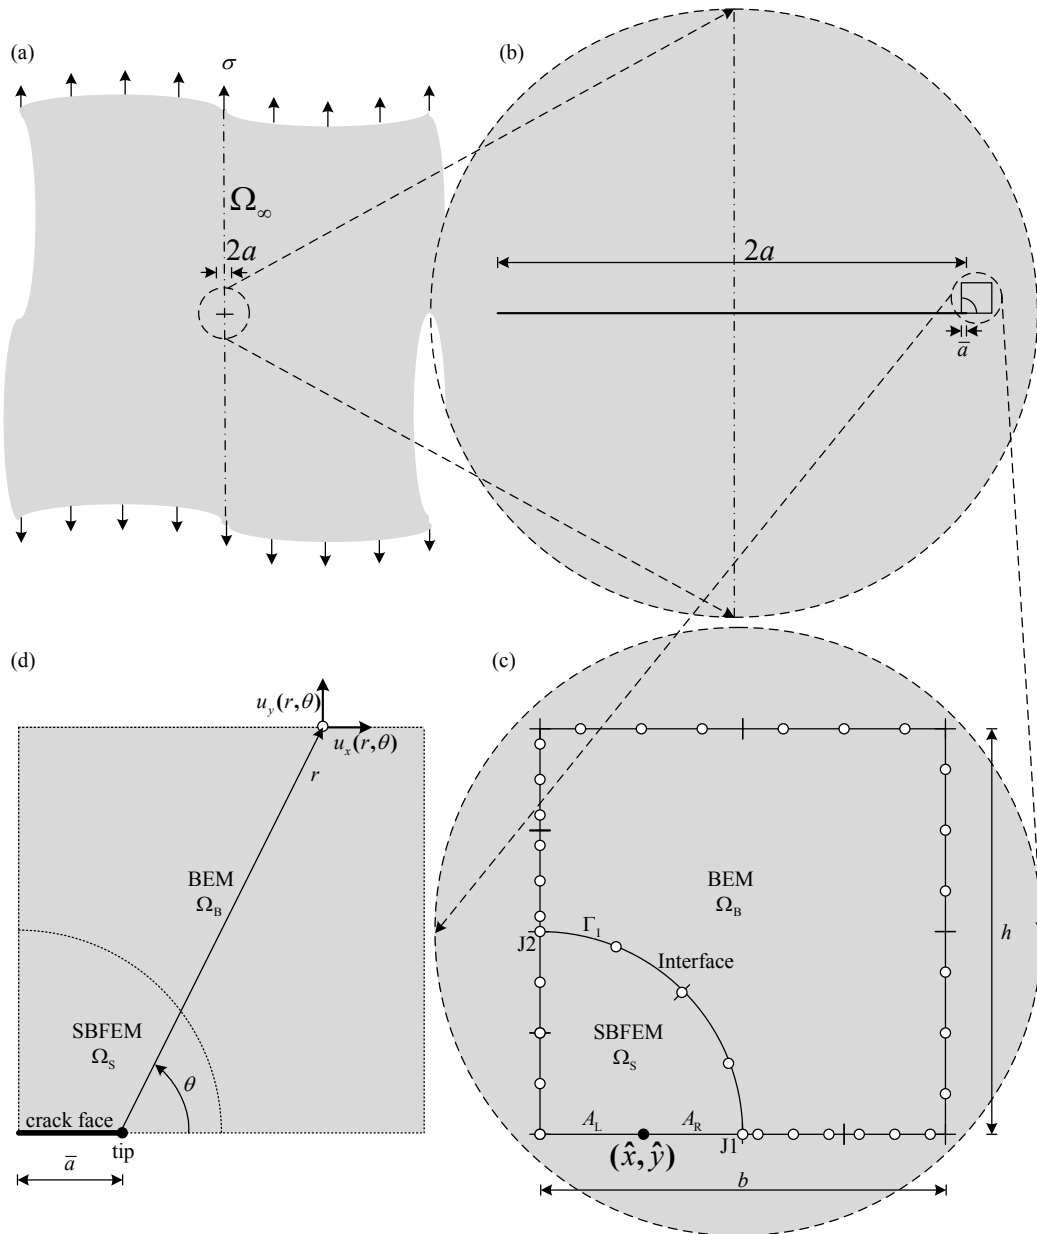 (a)
σ
Ω∞
2a
(b)
2a
a̅
(d)
u_y(r,θ)
u_x(r,θ)
r
BEM
Ω_B
SBFEM
Ω_S
θ
crack face
tip
a̅
(c)
J2
Γ_I
Interface
BEM
Ω_B
h
SBFEM
Ω_S
A_L
A_R
(x̂, ŷ)
J1
b